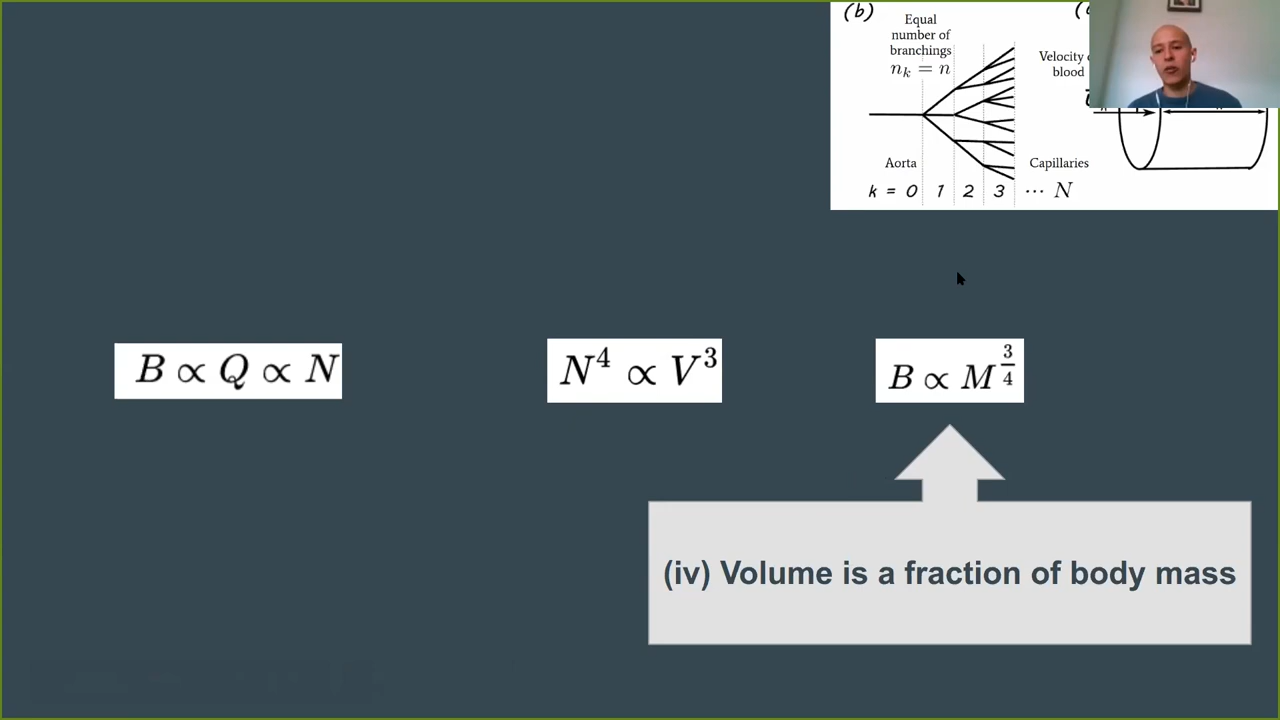 (b)
Equal
number of
branchings
n_k = n
Velocity
blood
Aorta
Capillaries
k = 0 1 2 3 ⋯ N
B ∝ Q ∝ N
N⁴ ∝ V³
B ∝ M^{3/4}
(iv) Volume is a fraction of body mass